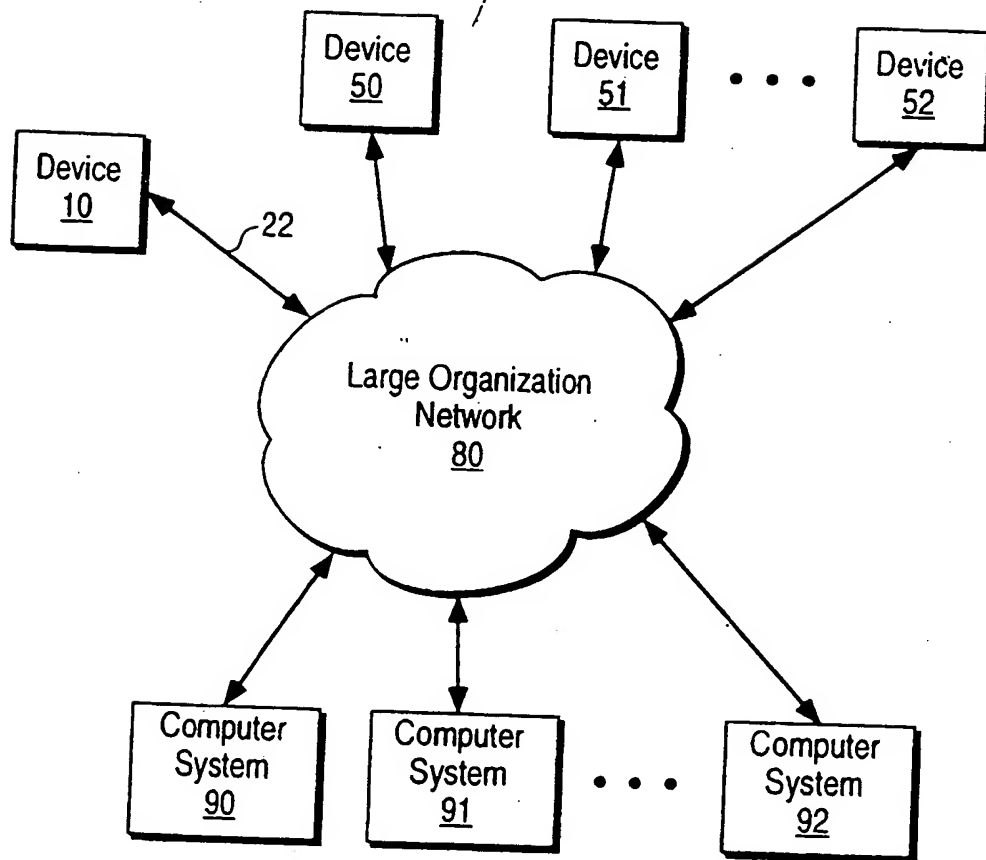 Device
50
Device
51
Device
52
Device
10
22
Large Organization
Network
80
Computer
System
90
Computer
System
91
Computer
System
92